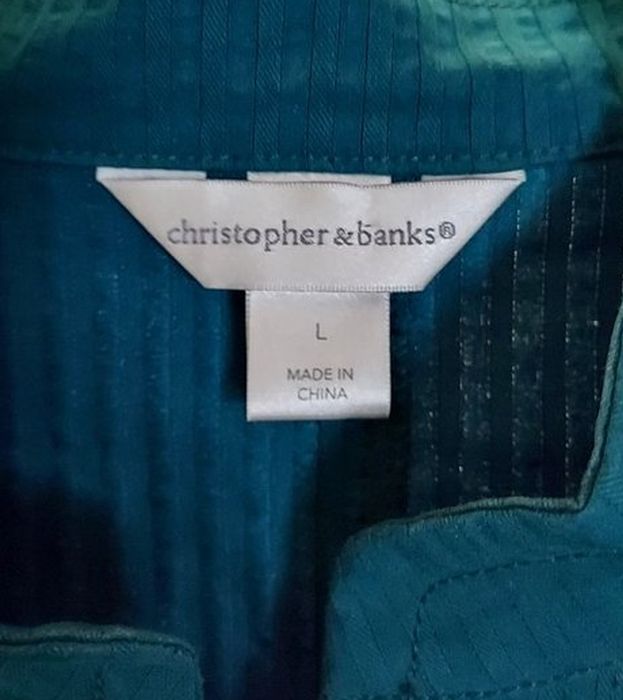 christopher & banks®
L
MADE IN
CHINA